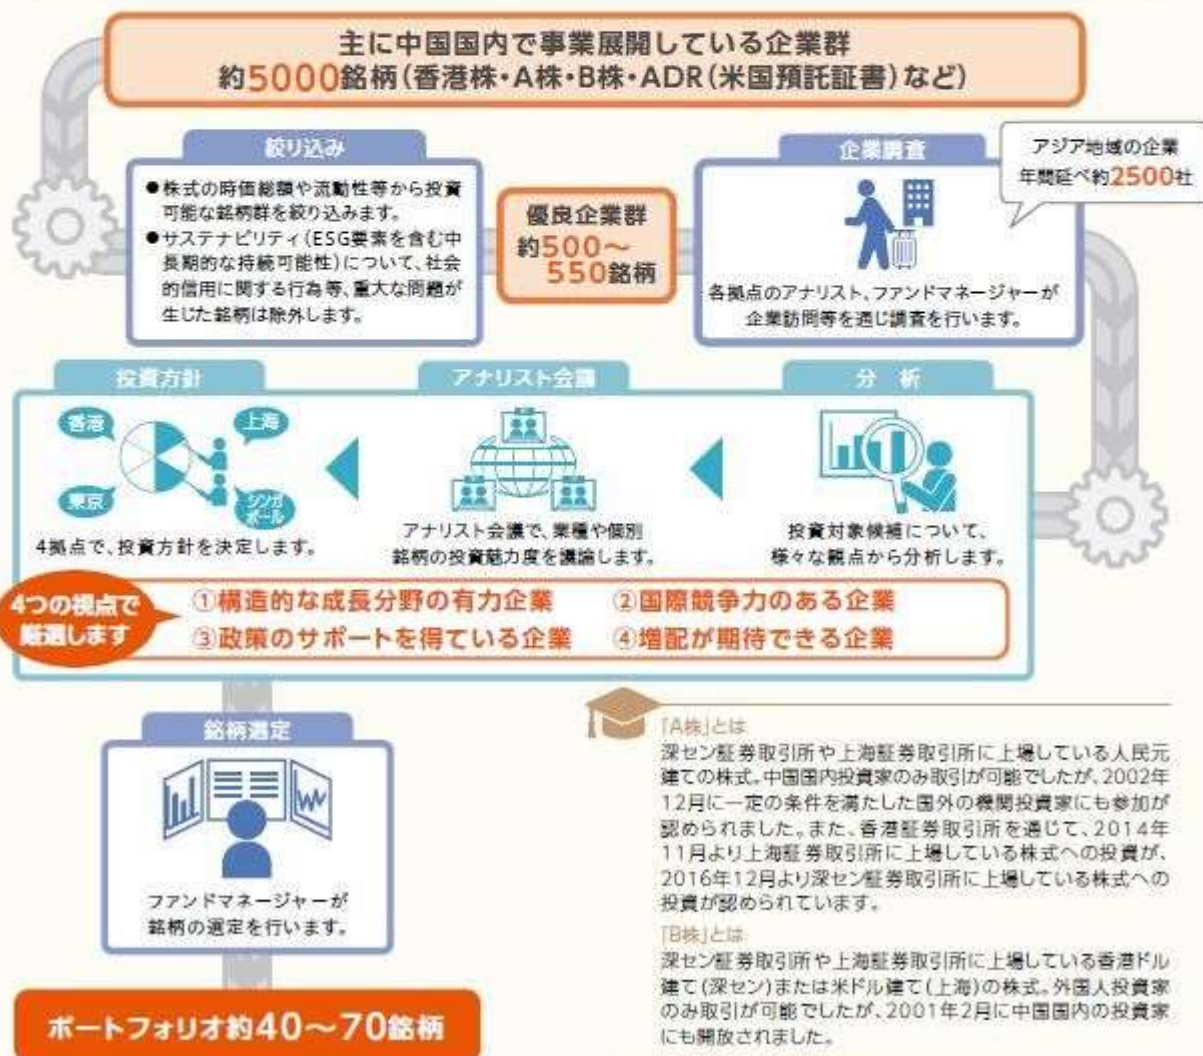 主に中国国内で事業展開している企業群
約5000銘柄(香港株・A株・B株・ADR(米国預託証書)など)
絞り込み
●株式の時価総額や流動性等から投資
可能な銘柄群を絞り込みます。
●サステナビリティ(ESG要素を含む中
長期的な持続可能性)について、社会
的信用に関する行為等、重大な問題が
生じた銘柄は除外します。
優良企業群
約500～
550銘柄
企業調査
アジア地域の企業
年間延べ約2500社
各拠点のアナリスト、ファンドマネージャーが
企業訪問等を通じ調査を行います。
投資方針
香港
上海
東京
シンガ
ポール
4拠点で、投資方針を決定します。
アナリスト会議
アナリスト会議で、業種や個別
銘柄の投資魅力度を議論します。
分 析
投資対象候補について、
様々な観点から分析します。
4つの視点で
厳選します
①構造的な成長分野の有力企業
②国際競争力のある企業
③政策のサポートを得ている企業
④増配が期待できる企業
銘柄選定
ファンドマネージャーが
銘柄の選定を行います。
ポートフォリオ約40～70銘柄
「A株」とは
深セン証券取引所や上海証券取引所に上場している人民元
建ての株式。中国国内投資家のみ取引が可能でしたが、2002年
12月に一定の条件を満たした国外の機関投資家にも参加が
認められました。また、香港証券取引所を通じて、2014年
11月より上海証券取引所に上場している株式への投資が、
2016年12月より深セン証券取引所に上場している株式への
投資が認められています。
「B株」とは
深セン証券取引所や上海証券取引所に上場している香港ドル
建て(深セン)または米ドル建て(上海)の株式。外国人投資家
のみ取引が可能でしたが、2001年2月に中国国内の投資家
にも開放されました。